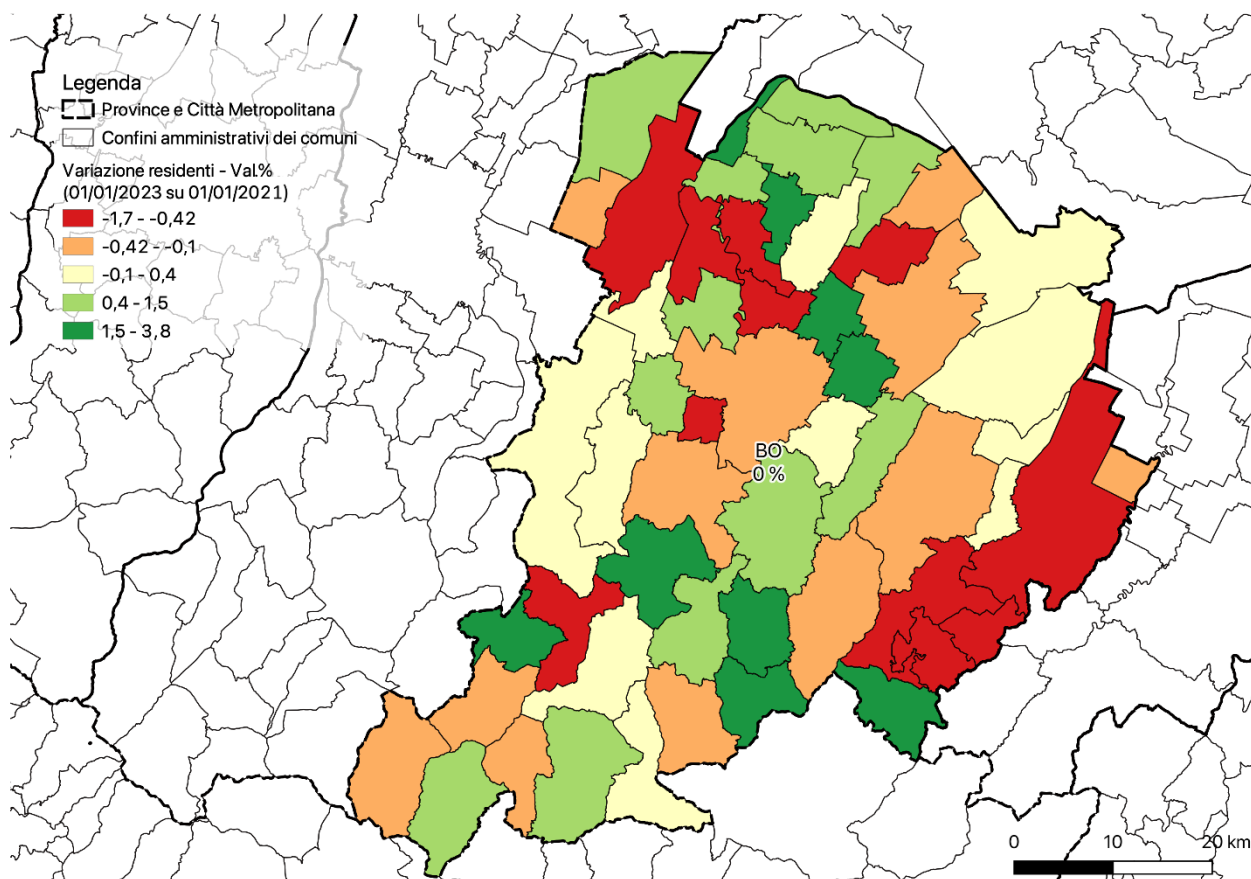 Legenda
Province e Città Metropolitana
Confini amministrativi dei comuni
Variazione residenti - Val%
(01/01/2023 su 01/01/2021)
-1,7 - -0,42
-0,42 - -0,1
-0,1 - 0,4
0,4 - 1,5
1,5 - 3,8
BO
0 %
0 10 20 km